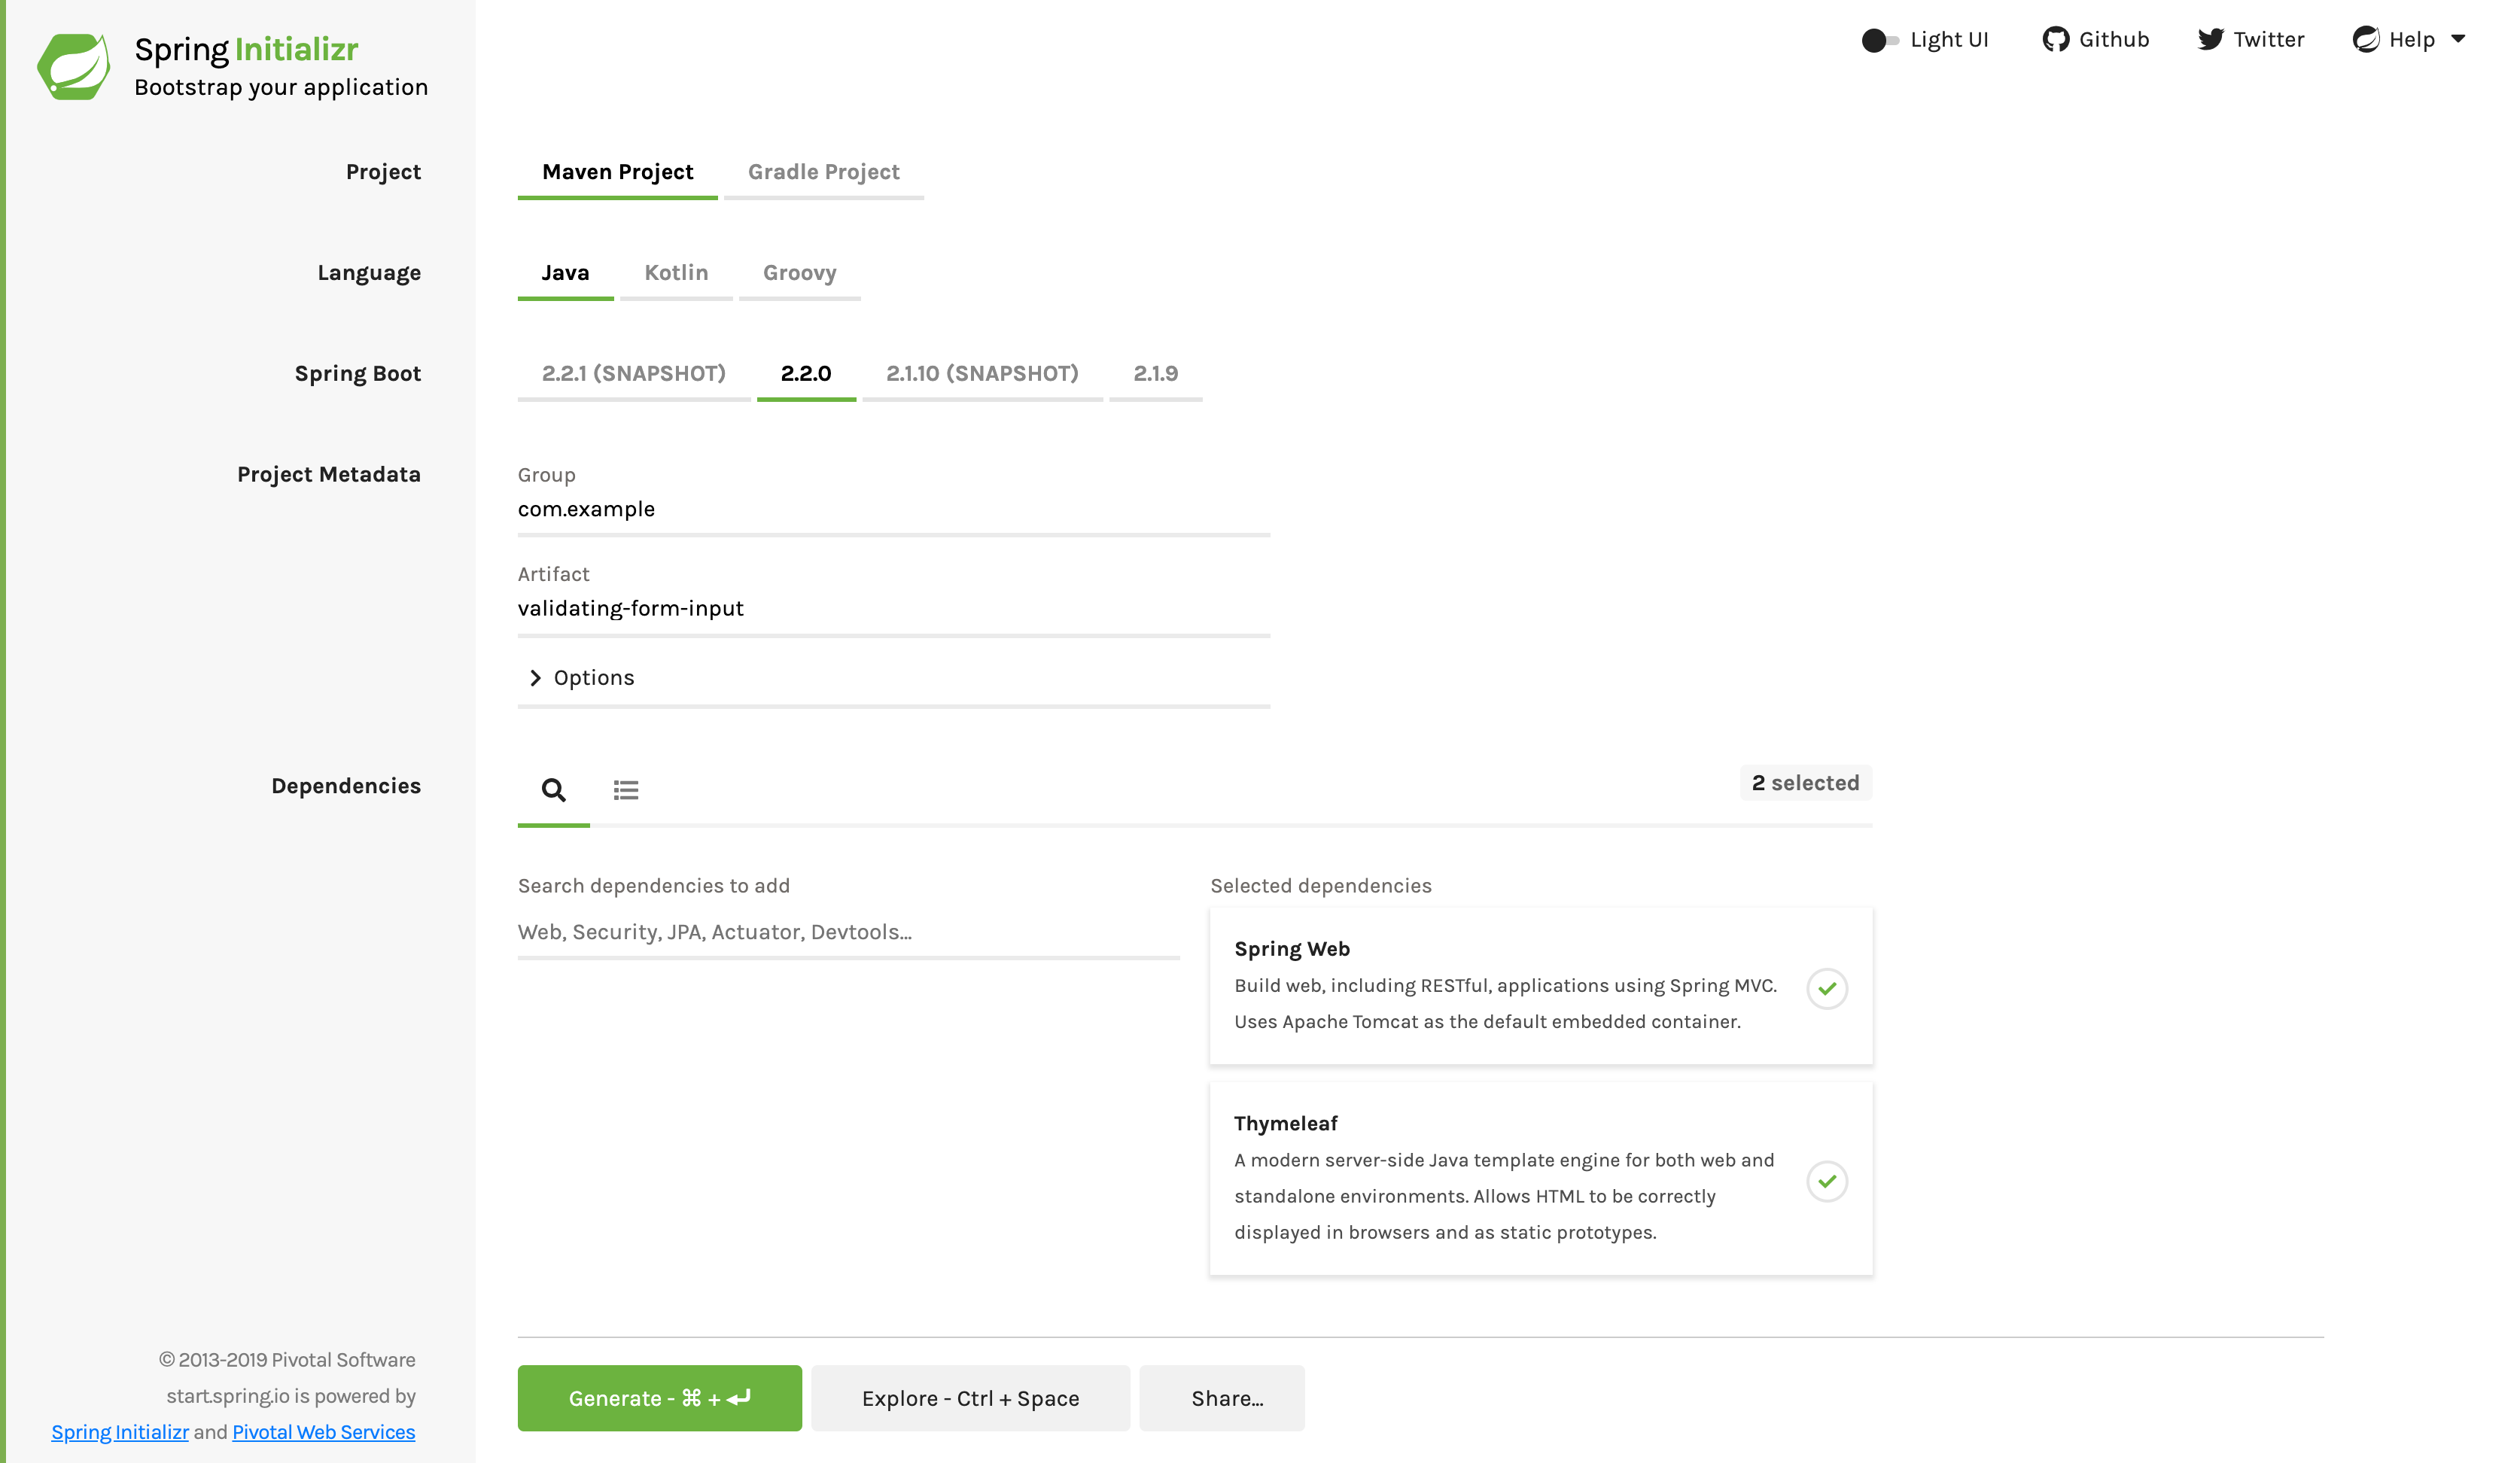 Spring Initializr
Bootstrap your application
Light UI
Github
Twitter
Help
Project
Maven Project
Gradle Project
Language
Java
Kotlin
Groovy
Spring Boot
2.2.1 (SNAPSHOT)
2.2.0
2.1.10 (SNAPSHOT)
2.1.9
Project Metadata
Group
com.example
Artifact
validating-form-input
Options
Dependencies
2 selected
Search dependencies to add
Web, Security, JPA, Actuator, Devtools...
Selected dependencies
Spring Web
Build web, including RESTful, applications using Spring MVC.
Uses Apache Tomcat as the default embedded container.
Thymeleaf
A modern server-side Java template engine for both web and
standalone environments. Allows HTML to be correctly
displayed in browsers and as static prototypes.
© 2013-2019 Pivotal Software
start.spring.io is powered by
Spring Initializr and Pivotal Web Services
Generate - ⌘ + ⏎
Explore - Ctrl + Space
Share...